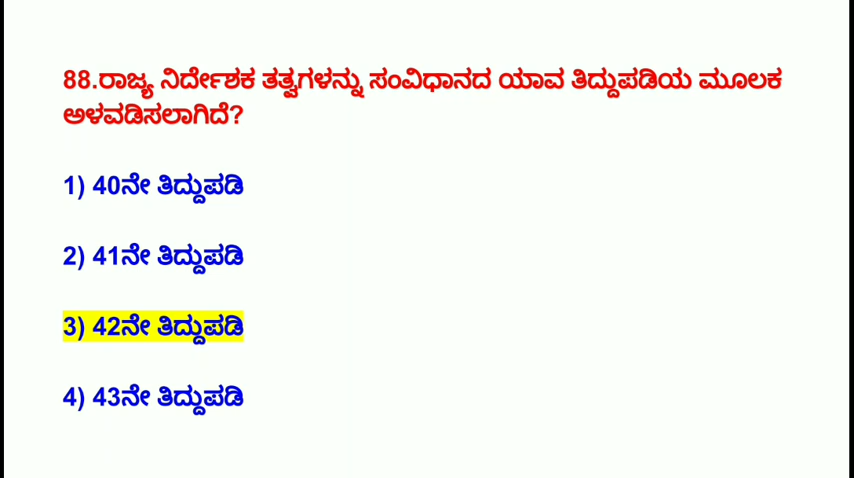 88.ರಾಜ್ಯ ನಿರ್ದೇಶಕ ತತ್ವಗಳನ್ನು ಸಂವಿಧಾನದ ಯಾವ ತಿದ್ದುಪಡಿಯ ಮೂಲಕ
ಅಳವಡಿಸಲಾಗಿದೆ?
1) 40ನೇ ತಿದ್ದುಪಡಿ
2) 41ನೇ ತಿದ್ದುಪಡಿ
3) 42ನೇ ತಿದ್ದುಪಡಿ
4) 43ನೇ ತಿದ್ದುಪಡಿ